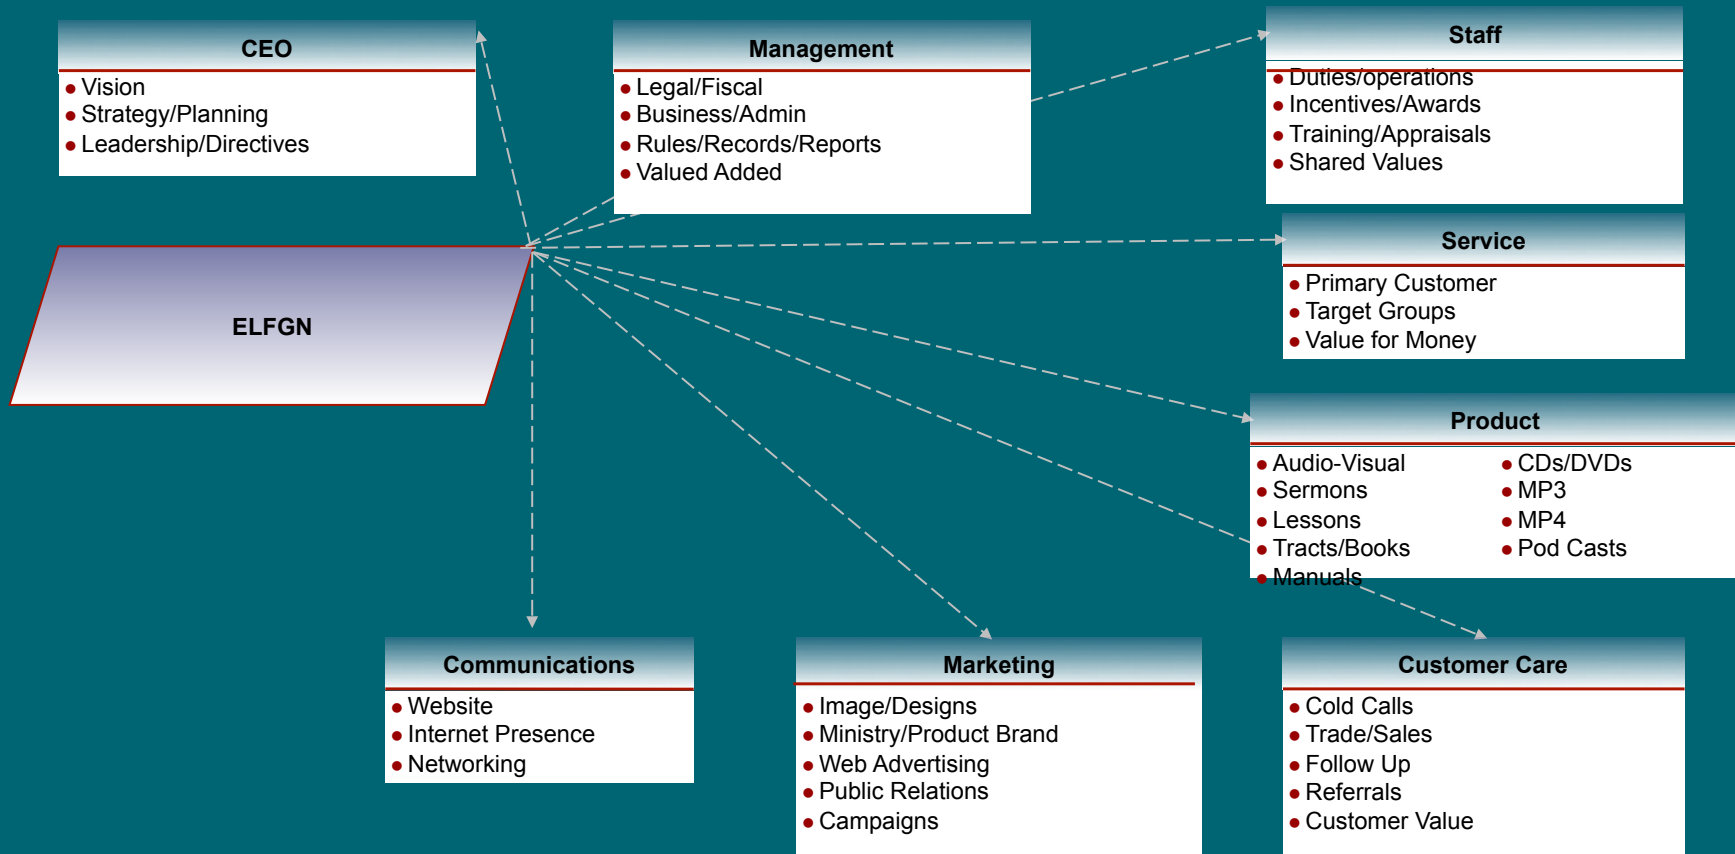 CEO
• Vision
• Strategy/Planning
• Leadership/Directives
Management
• Legal/Fiscal
• Business/Admin
• Rules/Records/Reports
• Valued Added
Staff
• Duties/operations
• Incentives/Awards
• Training/Appraisals
• Shared Values
ELFGN
Service
• Primary Customer
• Target Groups
• Value for Money
Product
• Audio-Visual
• Sermons
• Lessons
• Tracts/Books
• Manuals
• CDs/DVDs
• MP3
• MP4
• Pod Casts
Communications
• Website
• Internet Presence
• Networking
Marketing
• Image/Designs
• Ministry/Product Brand
• Web Advertising
• Public Relations
• Campaigns
Customer Care
• Cold Calls
• Trade/Sales
• Follow Up
• Referrals
• Customer Value